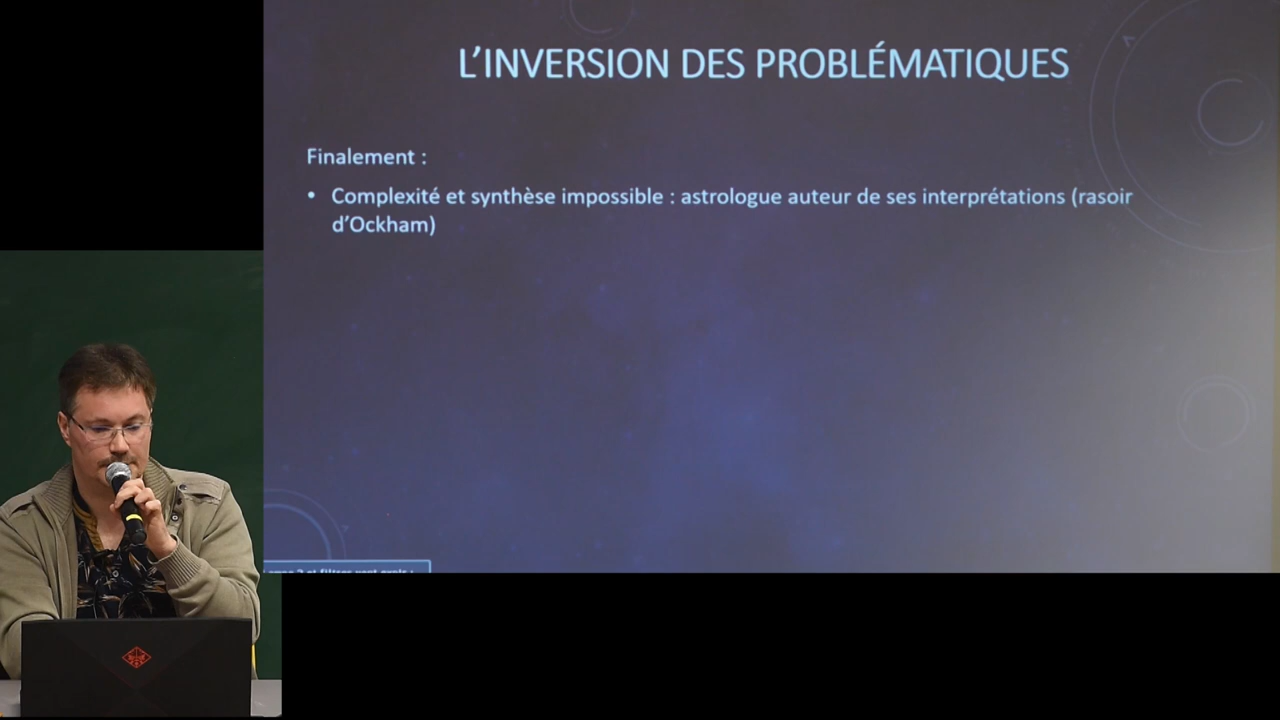 L'INVERSION DES PROBLÉMATIQUES
Finalement :
• Complexité et synthèse impossible : astrologue auteur de ses interprétations (rasoir
d'Ockham)